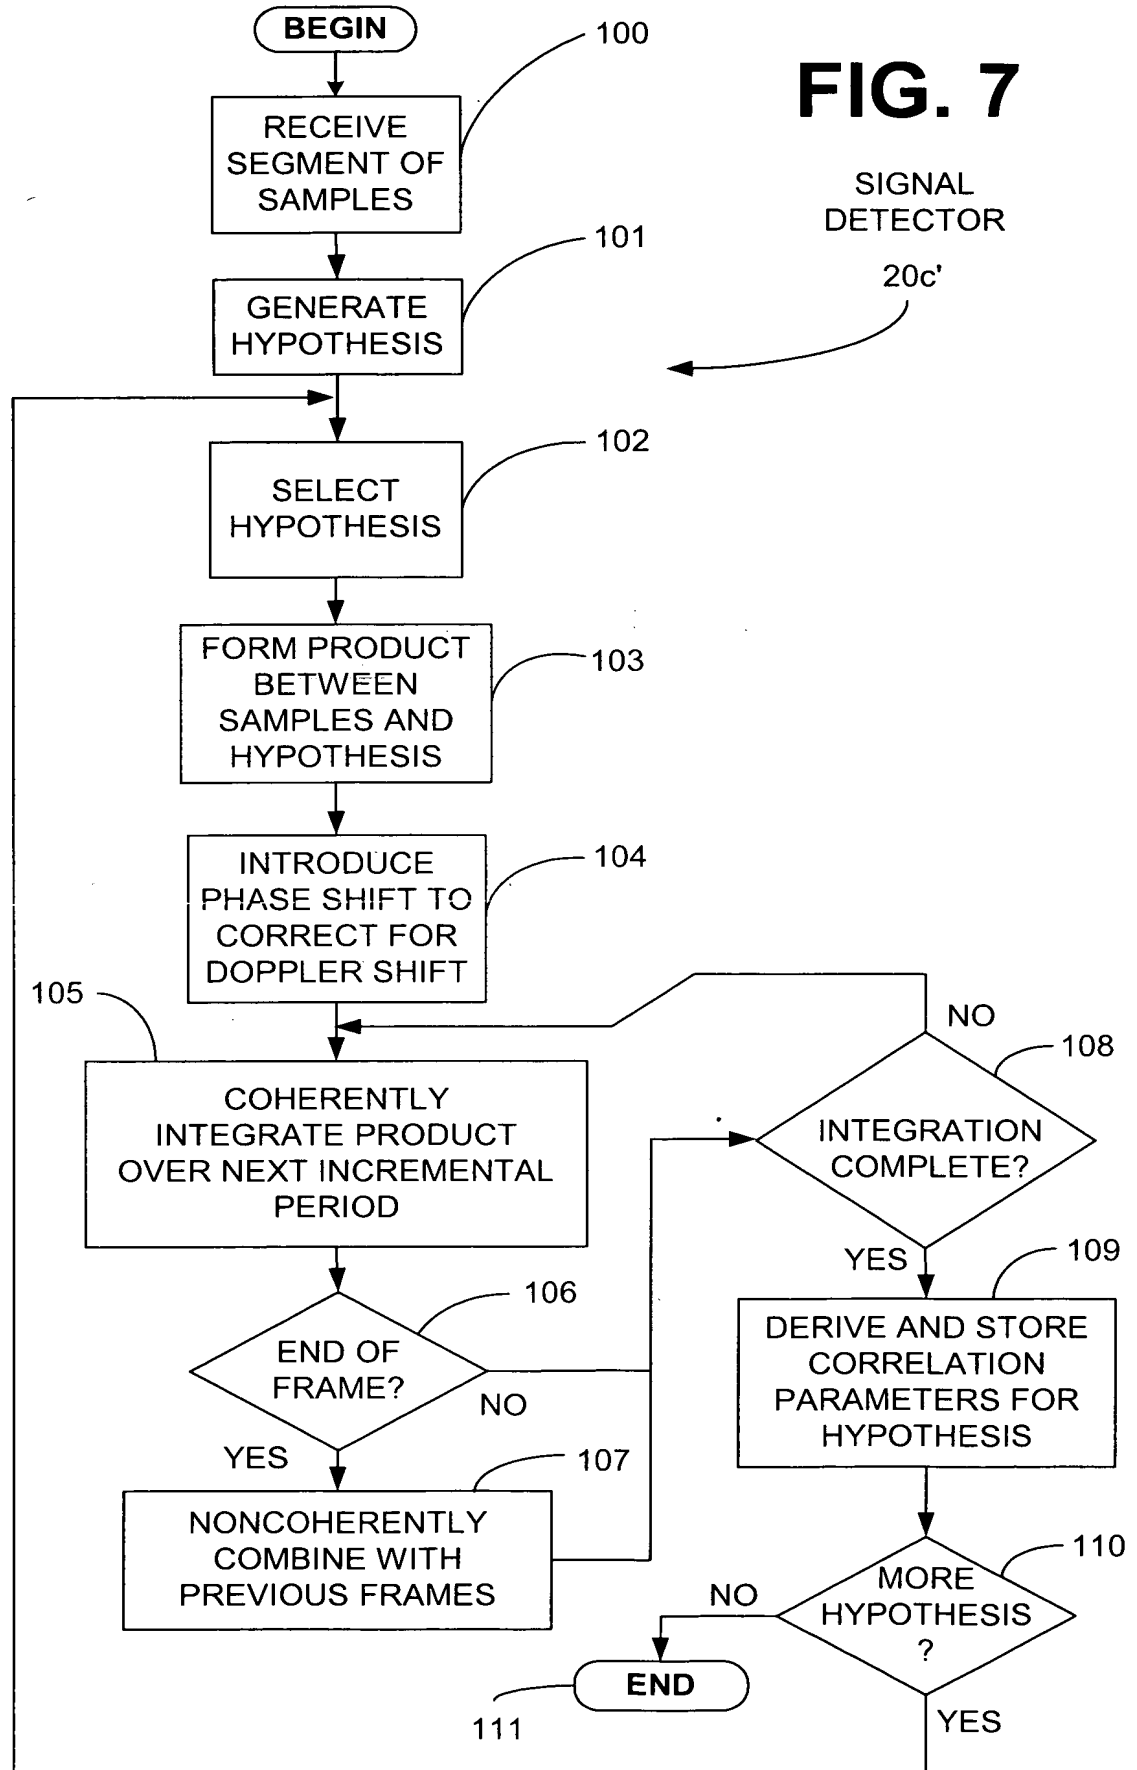 BEGIN
100
FIG. 7
RECEIVE
SEGMENT OF
SAMPLES
SIGNAL
DETECTOR
20c'
101
GENERATE
HYPOTHESIS
102
SELECT
HYPOTHESIS
103
FORM PRODUCT
BETWEEN
SAMPLES AND
HYPOTHESIS
104
INTRODUCE
PHASE SHIFT TO
CORRECT FOR
DOPPLER SHIFT
105
COHERENTLY
INTEGRATE PRODUCT
OVER NEXT INCREMENTAL
PERIOD
106
END OF
FRAME?
NO
YES
107
NONCOHERENTLY
COMBINE WITH
PREVIOUS FRAMES
NO
108
INTEGRATION
COMPLETE?
YES
109
DERIVE AND STORE
CORRELATION
PARAMETERS FOR
HYPOTHESIS
110
MORE
HYPOTHESIS
?
NO
YES
END
111